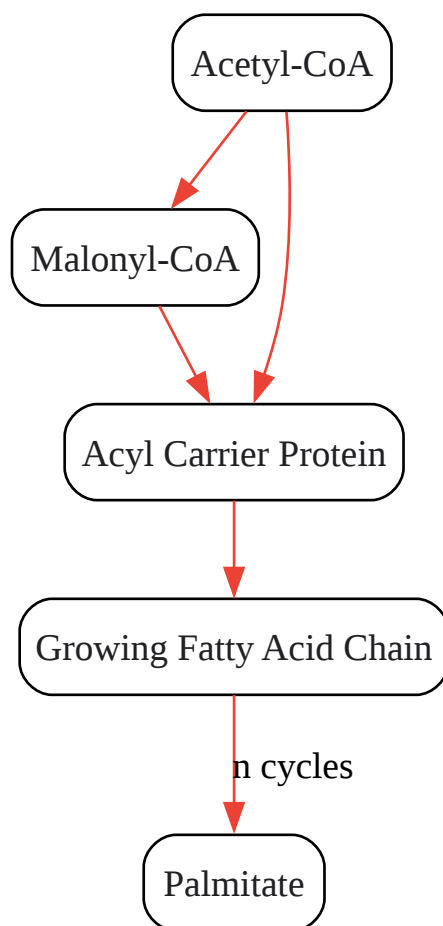 Acetyl-CoA
Malonyl-CoA
Acyl Carrier Protein
Growing Fatty Acid Chain
n cycles
Palmitate